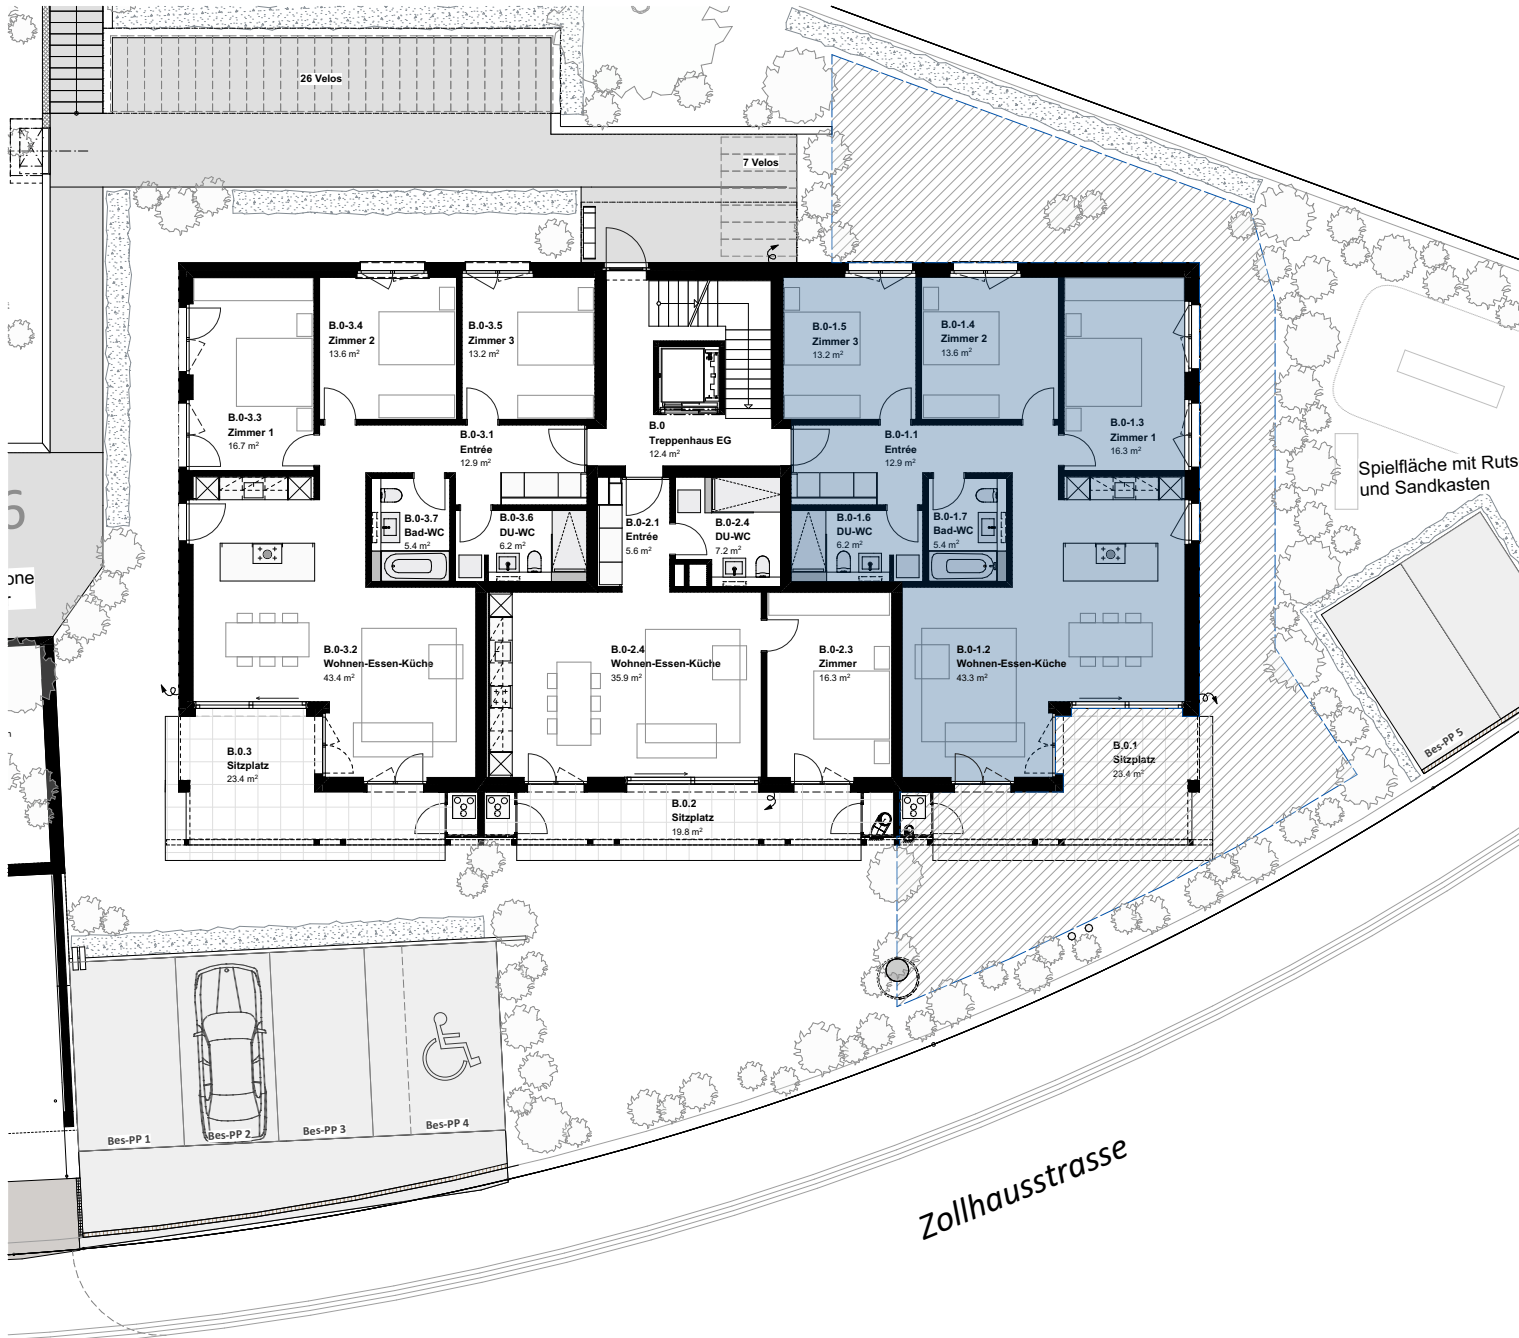 26 Velos
7 Velos
B.0-3.4
Zimmer 2
13.6 m²
B.0-3.5
Zimmer 3
13.2 m²
B.0-1.5
Zimmer 3
13.2 m²
B.0-1.4
Zimmer 2
13.6 m²
B.0-3.3
Zimmer 1
16.7 m²
B.0-3.1
Entrée
12.9 m²
B.0
Treppenhaus EG
12.4 m²
B.0-1.1
Entrée
12.9 m²
B.0-1.3
Zimmer 1
16.3 m²
Spielfläche mit Ruts
und Sandkasten
6
B.0-3.7
Bad-WC
5.4 m²
B.0-3.6
DU-WC
6.2 m²
B.0-2.1
Entrée
5.6 m²
B.0-2.4
DU-WC
7.2 m²
B.0-1.6
DU-WC
6.2 m²
B.0-1.7
Bad-WC
5.4 m²
one
B.0-3.2
Wohnen-Essen-Küche
43.4 m²
B.0-2.4
Wohnen-Essen-Küche
35.9 m²
B.0-2.3
Zimmer
16.3 m²
B.0-1.2
Wohnen-Essen-Küche
43.3 m²
B.0.3
Sitzplatz
23.4 m²
B.0.2
Sitzplatz
19.8 m²
B.0.1
Sitzplatz
23.4 m²
Bes-PP 5
Bes-PP 1
Bes-PP 2
Bes-PP 3
Bes-PP 4
Zollhausstrasse